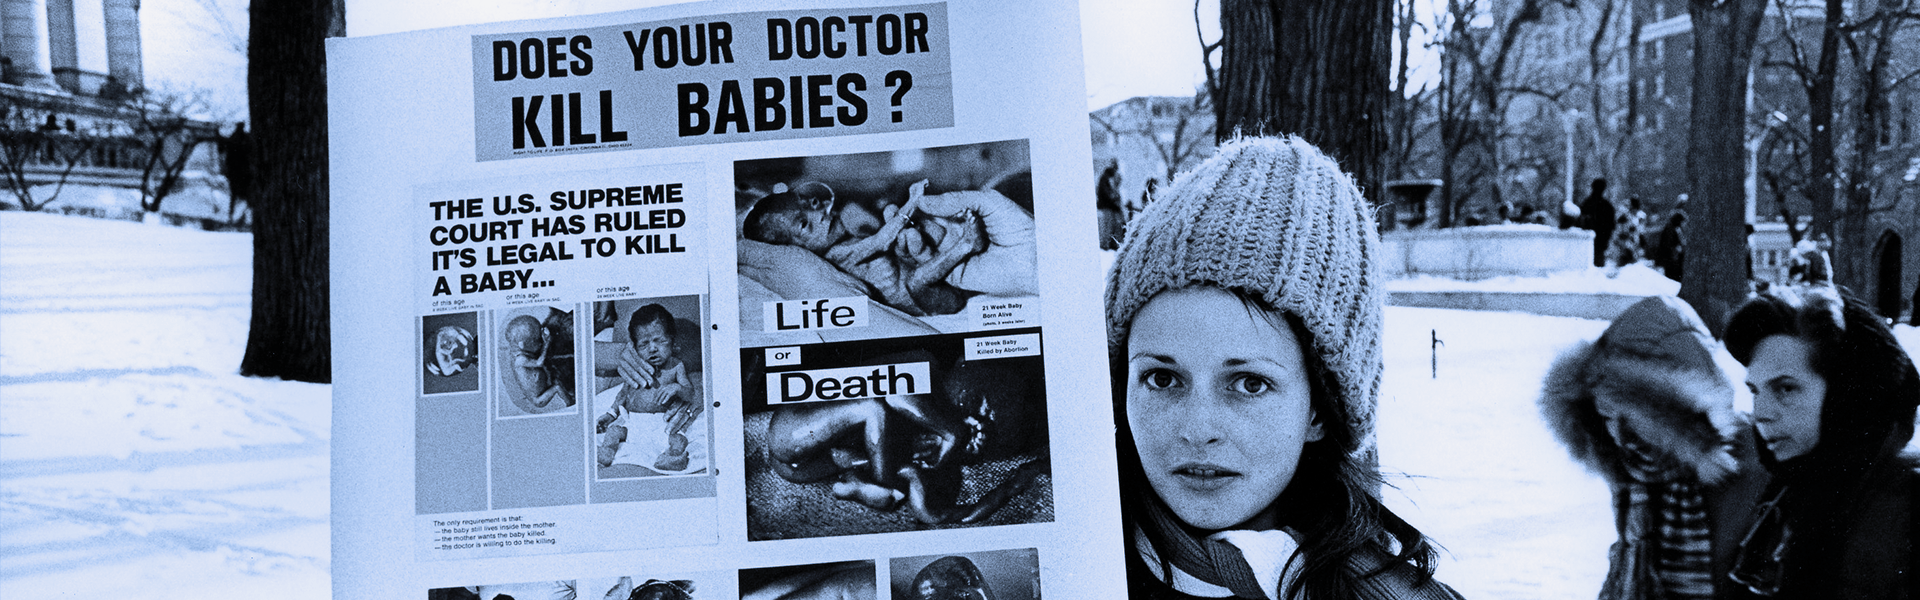 DOES YOUR DOCTOR
KILL BABIES?
THE U.S. SUPREME
COURT HAS RULED
IT'S LEGAL TO KILL
A BABY...
of this age
or this age
or this age
The only requirement is that:
— the baby still lives inside the mother.
— the mother wants the baby killed.
— the doctor is willing to do the killing.
Life
21 Week Baby
Born Alive
or
Death
21 Week Baby
Killed by Abortion